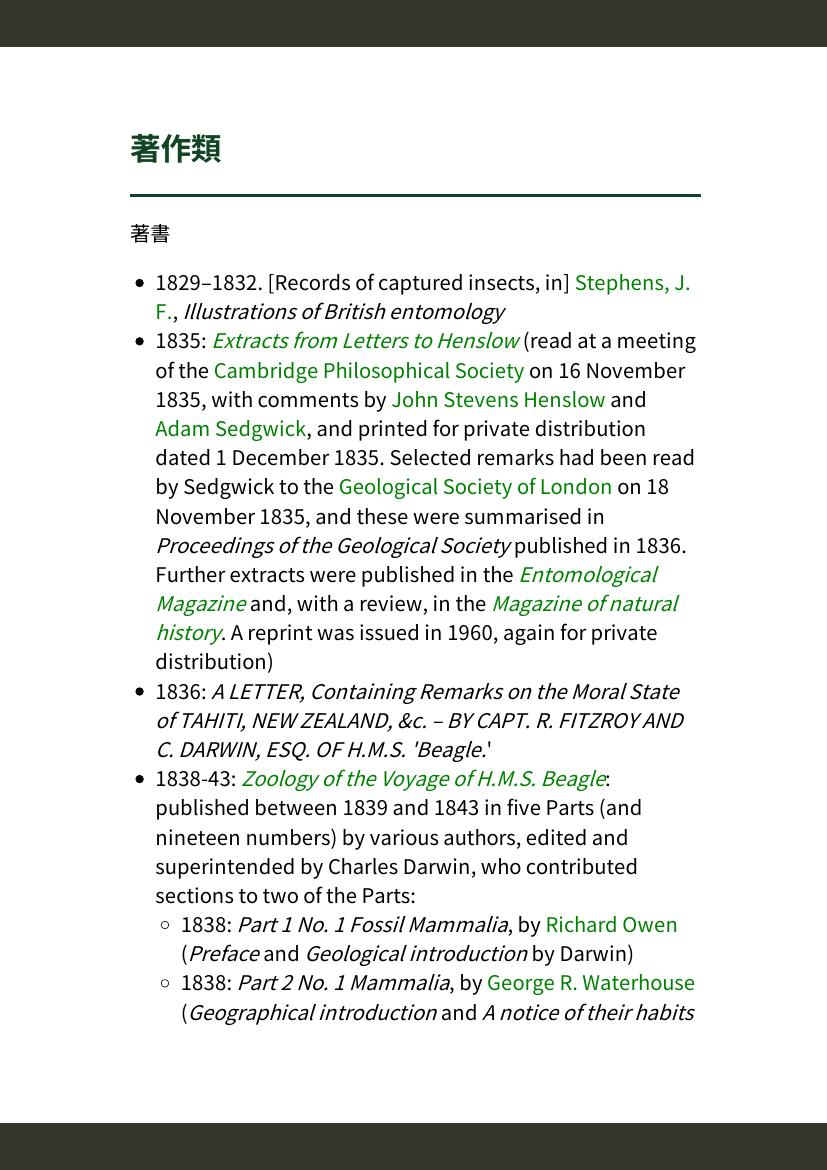 著作類
著書
• 1829–1832. [Records of captured insects, in] Stephens, J.
F., Illustrations of British entomology
• 1835: Extracts from Letters to Henslow (read at a meeting
of the Cambridge Philosophical Society on 16 November
1835, with comments by John Stevens Henslow and
Adam Sedgwick, and printed for private distribution
dated 1 December 1835. Selected remarks had been read
by Sedgwick to the Geological Society of London on 18
November 1835, and these were summarised in
Proceedings of the Geological Society published in 1836.
Further extracts were published in the Entomological
Magazine and, with a review, in the Magazine of natural
history. A reprint was issued in 1960, again for private
distribution)
• 1836: A LETTER, Containing Remarks on the Moral State
of TAHITI, NEW ZEALAND, &c. – BY CAPT. R. FITZROY AND
C. DARWIN, ESQ. OF H.M.S. 'Beagle.'
• 1838-43: Zoology of the Voyage of H.M.S. Beagle:
published between 1839 and 1843 in five Parts (and
nineteen numbers) by various authors, edited and
superintended by Charles Darwin, who contributed
sections to two of the Parts:
◦ 1838: Part 1 No. 1 Fossil Mammalia, by Richard Owen
(Preface and Geological introduction by Darwin)
◦ 1838: Part 2 No. 1 Mammalia, by George R. Waterhouse
(Geographical introduction and A notice of their habits